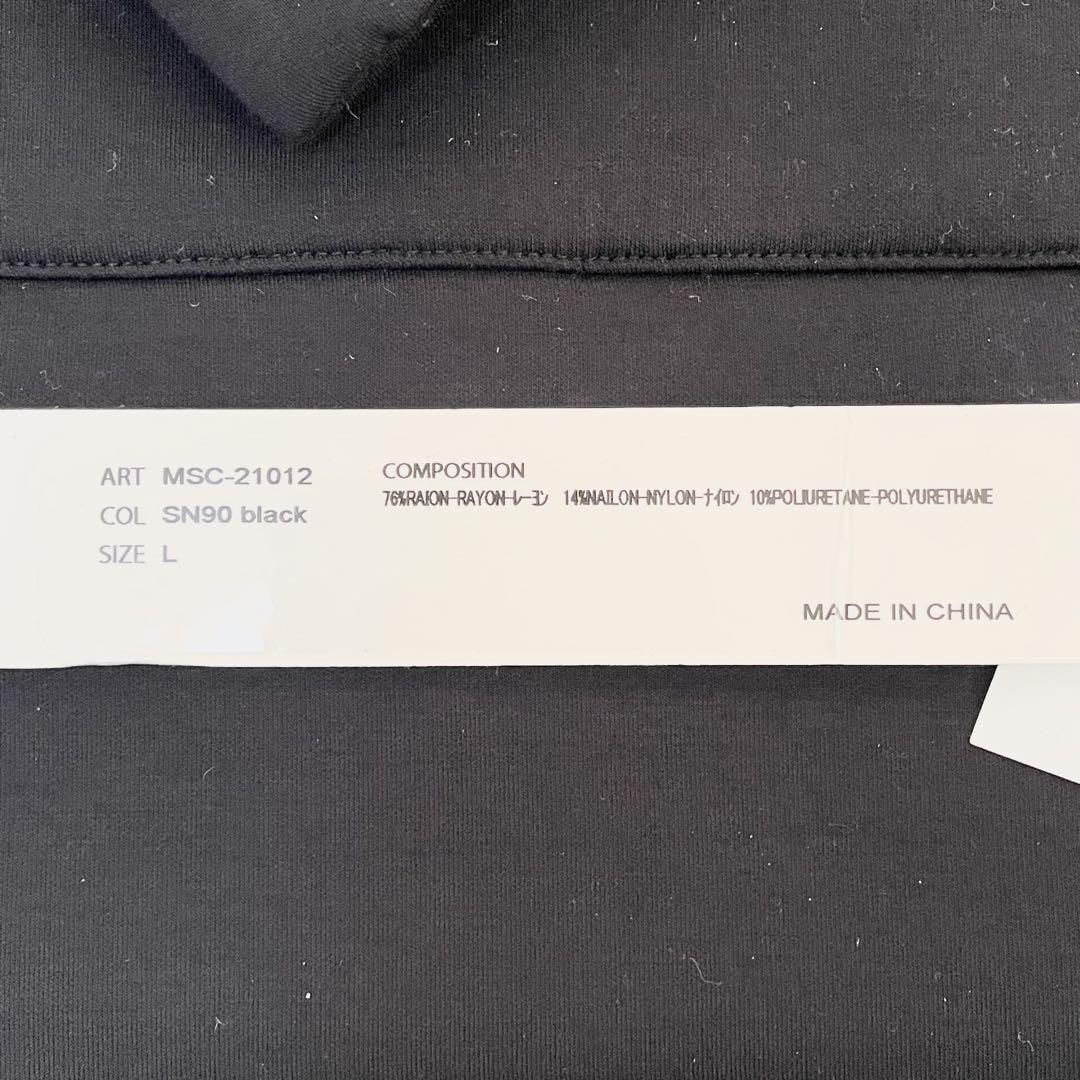 ART MSC-21012
COL SN90 black
SIZE L
COMPOSITION
76%RAION-RAYON-レーヨン 14%NAILON-NYLON-ナイロン 10%POLIURETANE-POLYURETHANE
MADE IN CHINA